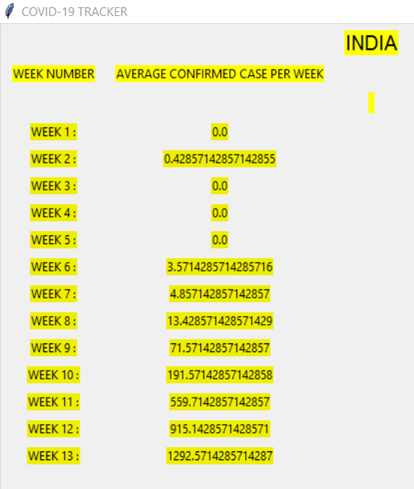 COVID-19 TRACKER
INDIA
WEEK NUMBER AVERAGE CONFIRMED CASE PER WEEK
WEEK 1 : 0.0
WEEK 2 : 0.42857142857142855
WEEK 3 : 0.0
WEEK 4 : 0.0
WEEK 5 : 0.0
WEEK 6 : 3.5714285714285716
WEEK 7 : 4.857142857142857
WEEK 8 : 13.428571428571429
WEEK 9 : 71.57142857142857
WEEK 10 : 191.57142857142858
WEEK 11 : 559.7142857142857
WEEK 12 : 915.1428571428571
WEEK 13 : 1292.5714285714287